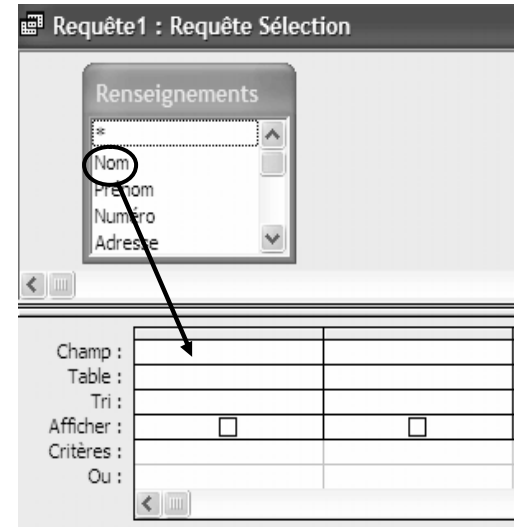 Requête1 : Requête Sélection
Renseignements
*
Nom
Prénom
Numéro
Adresse
Champ :
Table :
Tri :
Afficher :
Critères :
Ou :